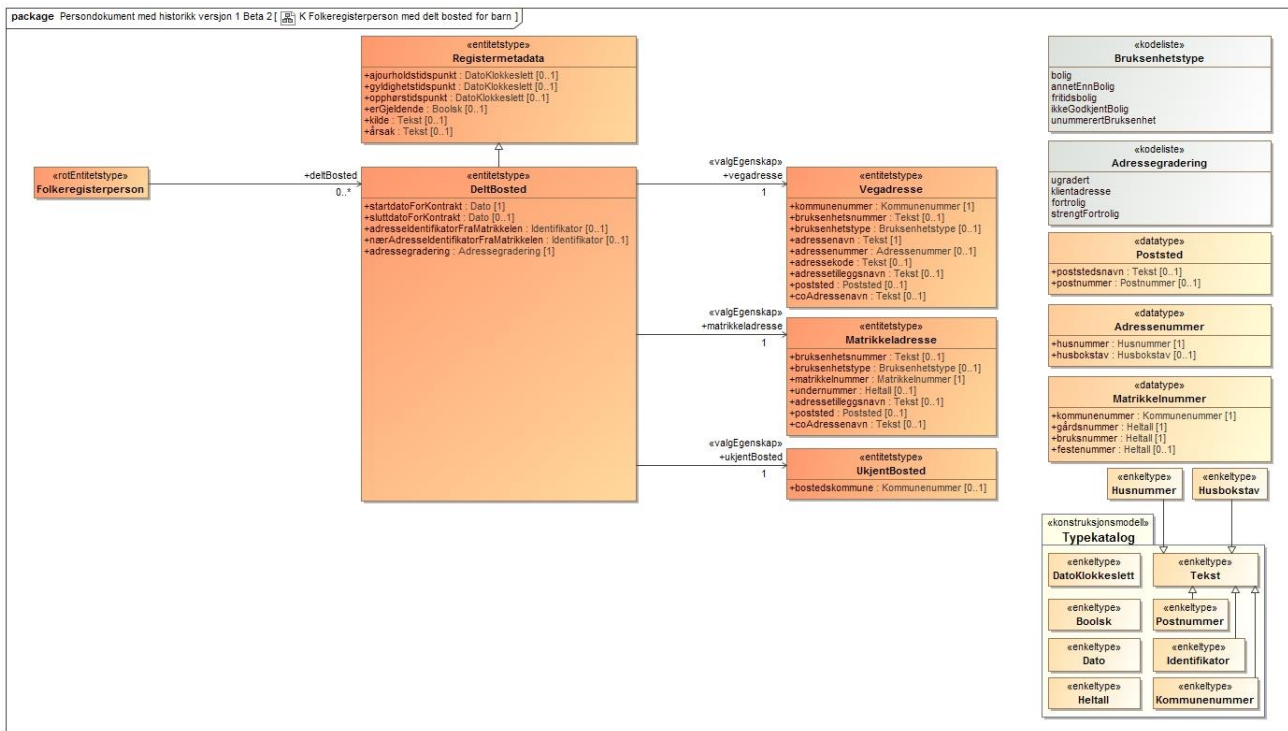 package Persondokument med historikk versjon 1 Beta 2 [ K Folkeregisterperson med delt bosted for barn ]
«entitetstype»
Registermetadata
+ajourholdstidspunkt : DatoKlokkeslett [0..1]
+gyldighetstidspunkt : DatoKlokkeslett [0..1]
+opphørstidspunkt : DatoKlokkeslett [0..1]
+erGjeldende : Boolsk [0..1]
+kilde : Tekst [0..1]
+årsak : Tekst [0..1]
«rotEntitetstype»
Folkeregisterperson
+deltBosted
0..*
«entitetstype»
DeltBosted
+startdatoForKontrakt : Dato [1]
+sluttdatoForKontrakt : Dato [0..1]
+adresseIdentifikatorFraMatrikkelen : Identifikator [0..1]
+nærAdresseIdentifikatorFraMatrikkelen : Identifikator [0..1]
+adressegradering : Adressegradering [1]
«valgEgenskap»
+vegadresse
1
«entitetstype»
Vegadresse
+kommunenummer : Kommunenummer [1]
+bruksenhetsnummer : Tekst [0..1]
+bruksenhetstype : Bruksenhetstype [0..1]
+adressenavn : Tekst [1]
+adressenummer : Adressenummer [0..1]
+adressekode : Tekst [0..1]
+adressetilleggsnavn : Tekst [0..1]
+poststed : Poststed [0..1]
+coAdressenavn : Tekst [0..1]
«valgEgenskap»
+matrikkeladresse
1
«entitetstype»
Matrikkeladresse
+bruksenhetsnummer : Tekst [0..1]
+bruksenhetstype : Bruksenhetstype [0..1]
+matrikkelnummer : Matrikkelnummer [1]
+undernummer : Heltall [0..1]
+adressetilleggsnavn : Tekst [0..1]
+poststed : Poststed [0..1]
+coAdressenavn : Tekst [0..1]
«valgEgenskap»
+ukjentBosted
1
«entitetstype»
UkjentBosted
+bostedskommune : Kommunenummer [0..1]
«kodeliste»
Bruksenhetstype
bolig
annetEnnBolig
fritidsbolig
ikkeGodkjentBolig
unummerertBruksenhet
«kodeliste»
Adressegradering
ugradert
klientadresse
fortrolig
strengtFortrolig
«datatype»
Poststed
+poststedsnavn : Tekst [0..1]
+postnummer : Postnummer [0..1]
«datatype»
Adressenummer
+husnummer : Husnummer [1]
+husbokstav : Husbokstav [0..1]
«datatype»
Matrikkelnummer
+kommunenummer : Kommunenummer [1]
+gårdsnummer : Heltall [1]
+bruksnummer : Heltall [1]
+festenummer : Heltall [0..1]
«enkeltype»
Husnummer
«enkeltype»
Husbokstav
«konstruksjonsmodell»
Typekatalog
«enkeltype»
DatoKlokkeslett
«enkeltype»
Tekst
«enkeltype»
Boolsk
«enkeltype»
Postnummer
«enkeltype»
Dato
«enkeltype»
Identifikator
«enkeltype»
Heltall
«enkeltype»
Kommunenummer